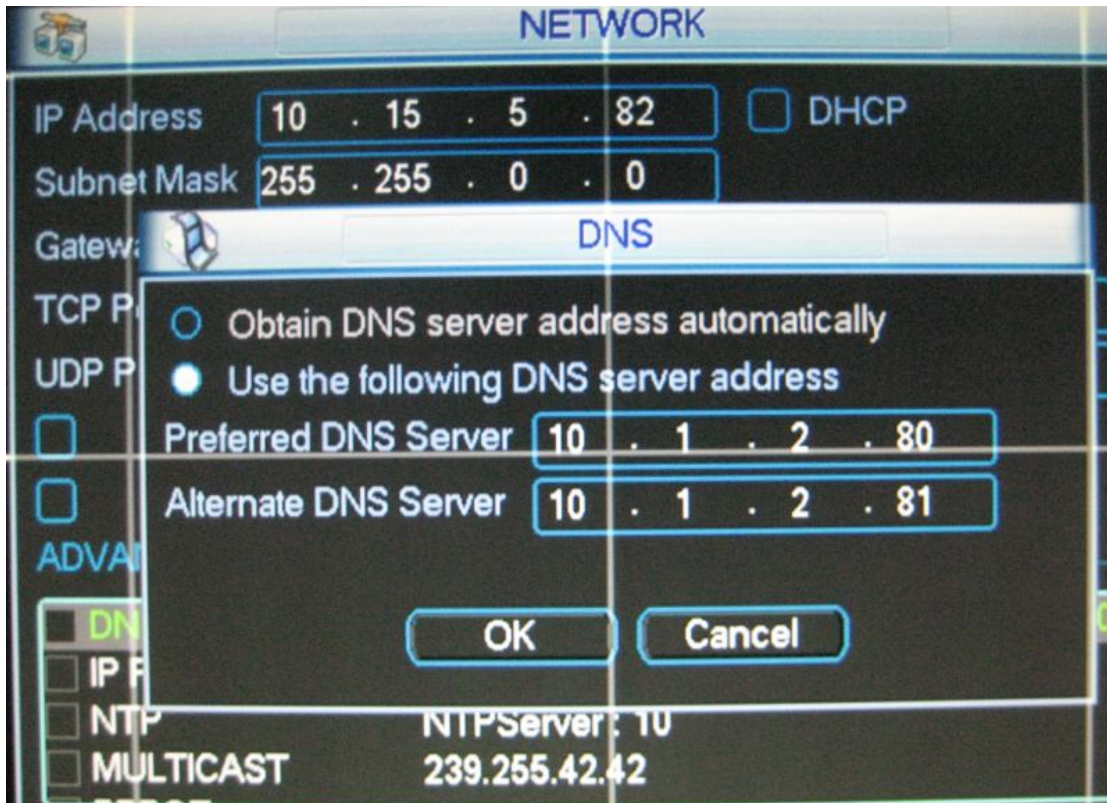 NETWORK
IP Address 10 . 15 . 5 . 82 DHCP
Subnet Mask 255 . 255 . 0 . 0
DNS
TCP
UDP
Obtain DNS server address automatically
Use the following DNS server address
Preferred DNS Server 10 . 1 . 2 . 80
Alternate DNS Server 10 . 1 . 2 . 81
OK Cancel
IP
NTP NTPServer: 10
MULTICAST 239.255.42.42